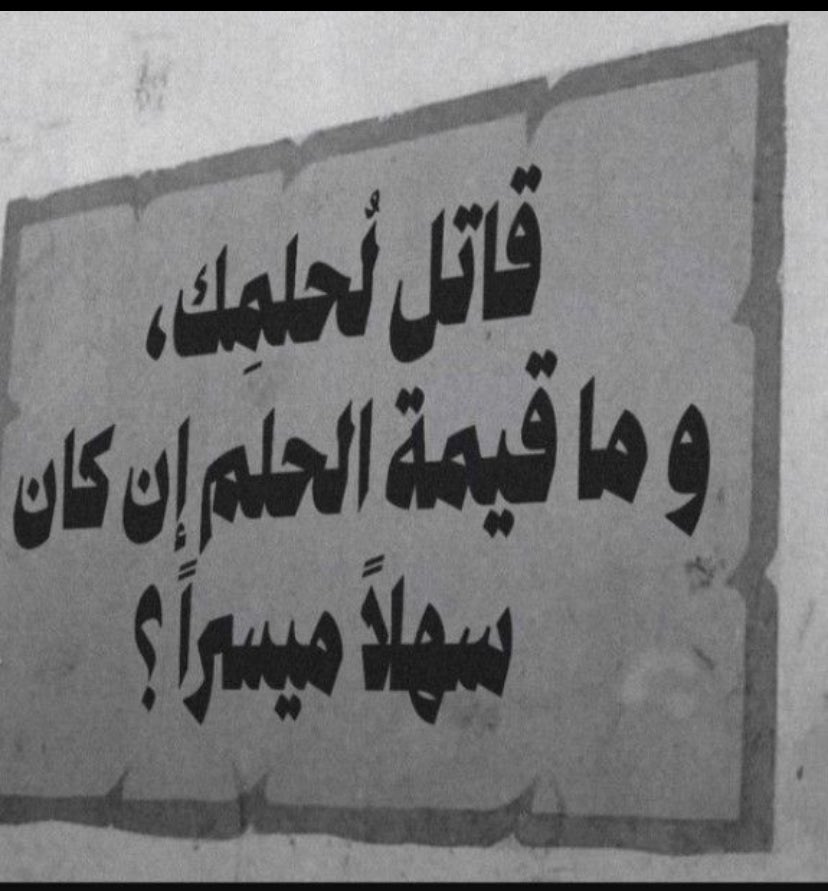 قاتل لُحلمِك،
و ما قيمة الحلم إن كان
سهلاً ميسراً ؟